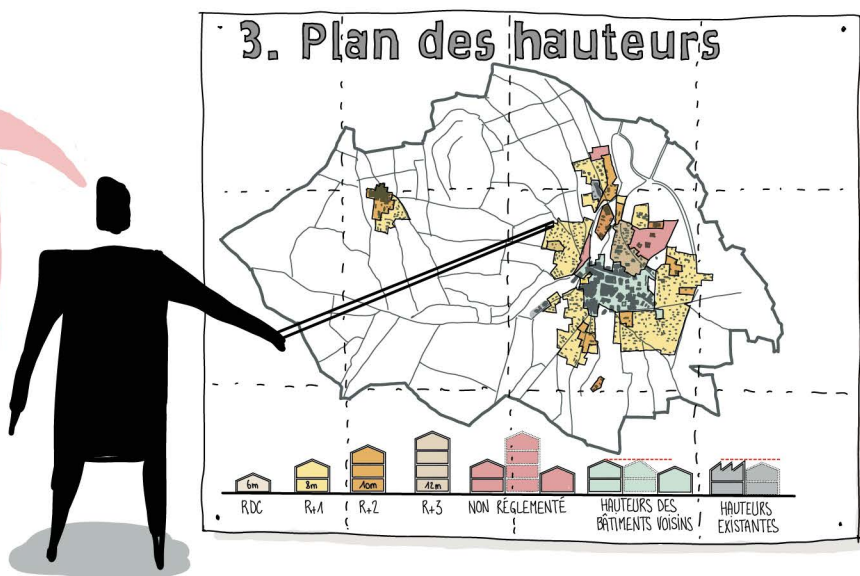 3. Plan des hauteurs
6m
8m
10m
12m
RDC
R+1
R+2
R+3
NON RÉGLEMENTÉ
HAUTEURS DES
BÂTIMENTS VOISINS
HAUTEURS
EXISTANTES